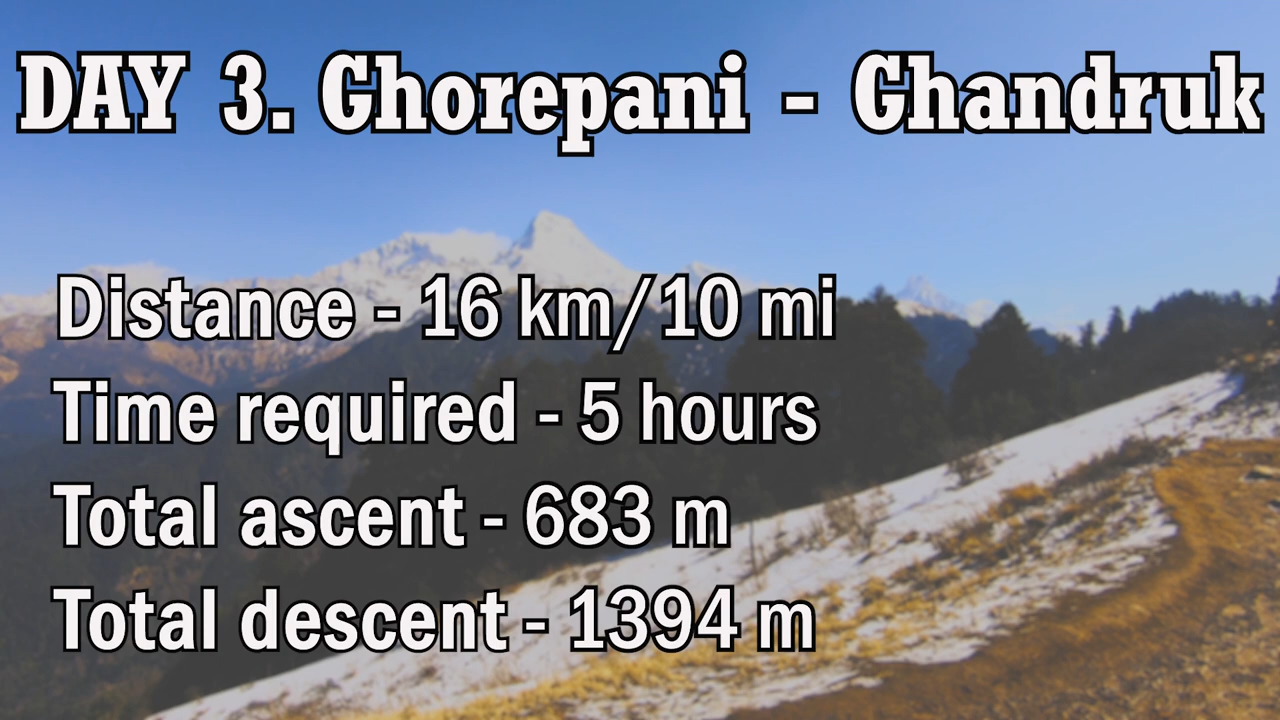 DAY 3. Ghorepani - Ghandruk
Distance - 16 km/10 mi
Time required - 5 hours
Total ascent - 683 m
Total descent - 1394 m